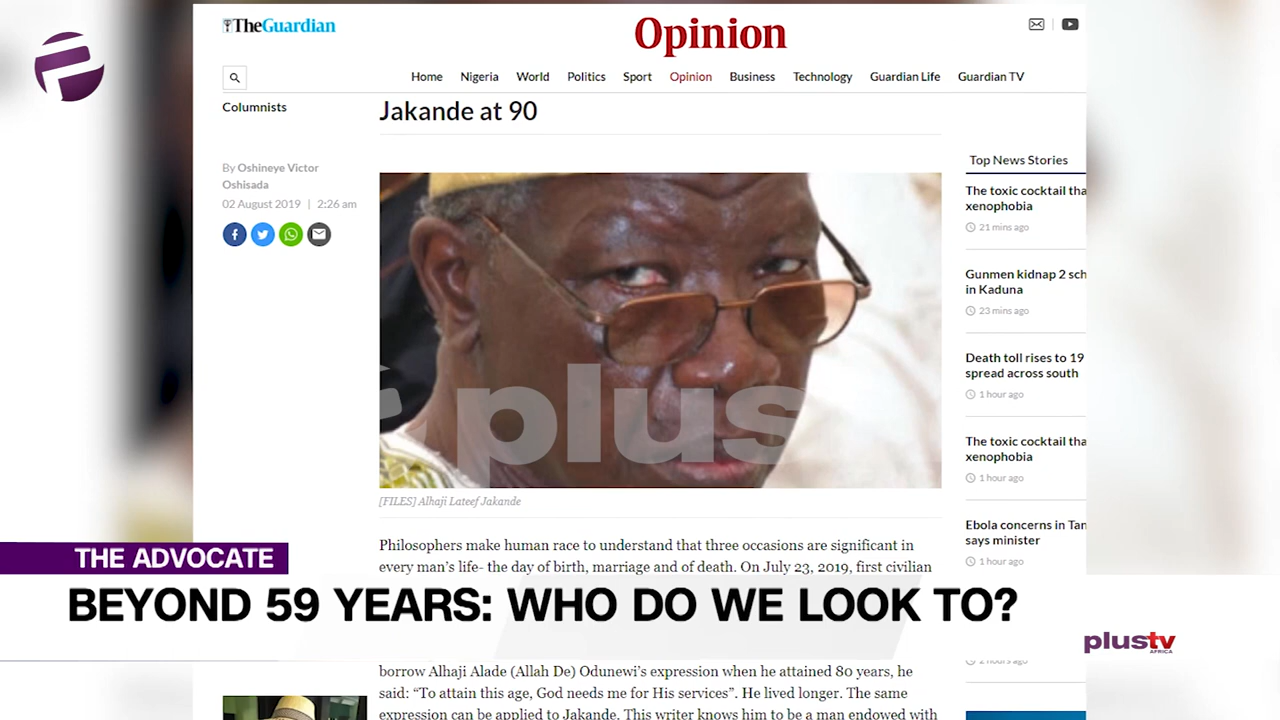 TheGuardian
Opinion
Home Nigeria World Politics Sport Opinion Business Technology Guardian Life Guardian TV
Columnists
Jakande at 90
By Oshineye Victor
Oshisada
02 August 2019 | 2:26 am
Top News Stories
The toxic cocktail tha
xenophobia
21 mins ago
Gunmen kidnap 2 sch
in Kaduna
23 mins ago
Death toll rises to 19
spread across south
1 hour ago
The toxic cocktail tha
xenophobia
1 hour ago
Ebola concerns in Tan
says minister
1 hour ago
2 hours ago
plus
[FILES] Alhaji Lateef Jakande
Philosophers make human race to understand that three occasions are significant in
every man's life- the day of birth, marriage and of death. On July 23, 2019, first civilian
THE ADVOCATE
BEYOND 59 YEARS: WHO DO WE LOOK TO?
plustv
AFRICA
borrow Alhaji Alade (Allah De) Odunewi's expression when he attained 80 years, he
said: "To attain this age, God needs me for His services". He lived longer. The same
expression can be applied to Jakande. This writer knows him to be a man endowed with